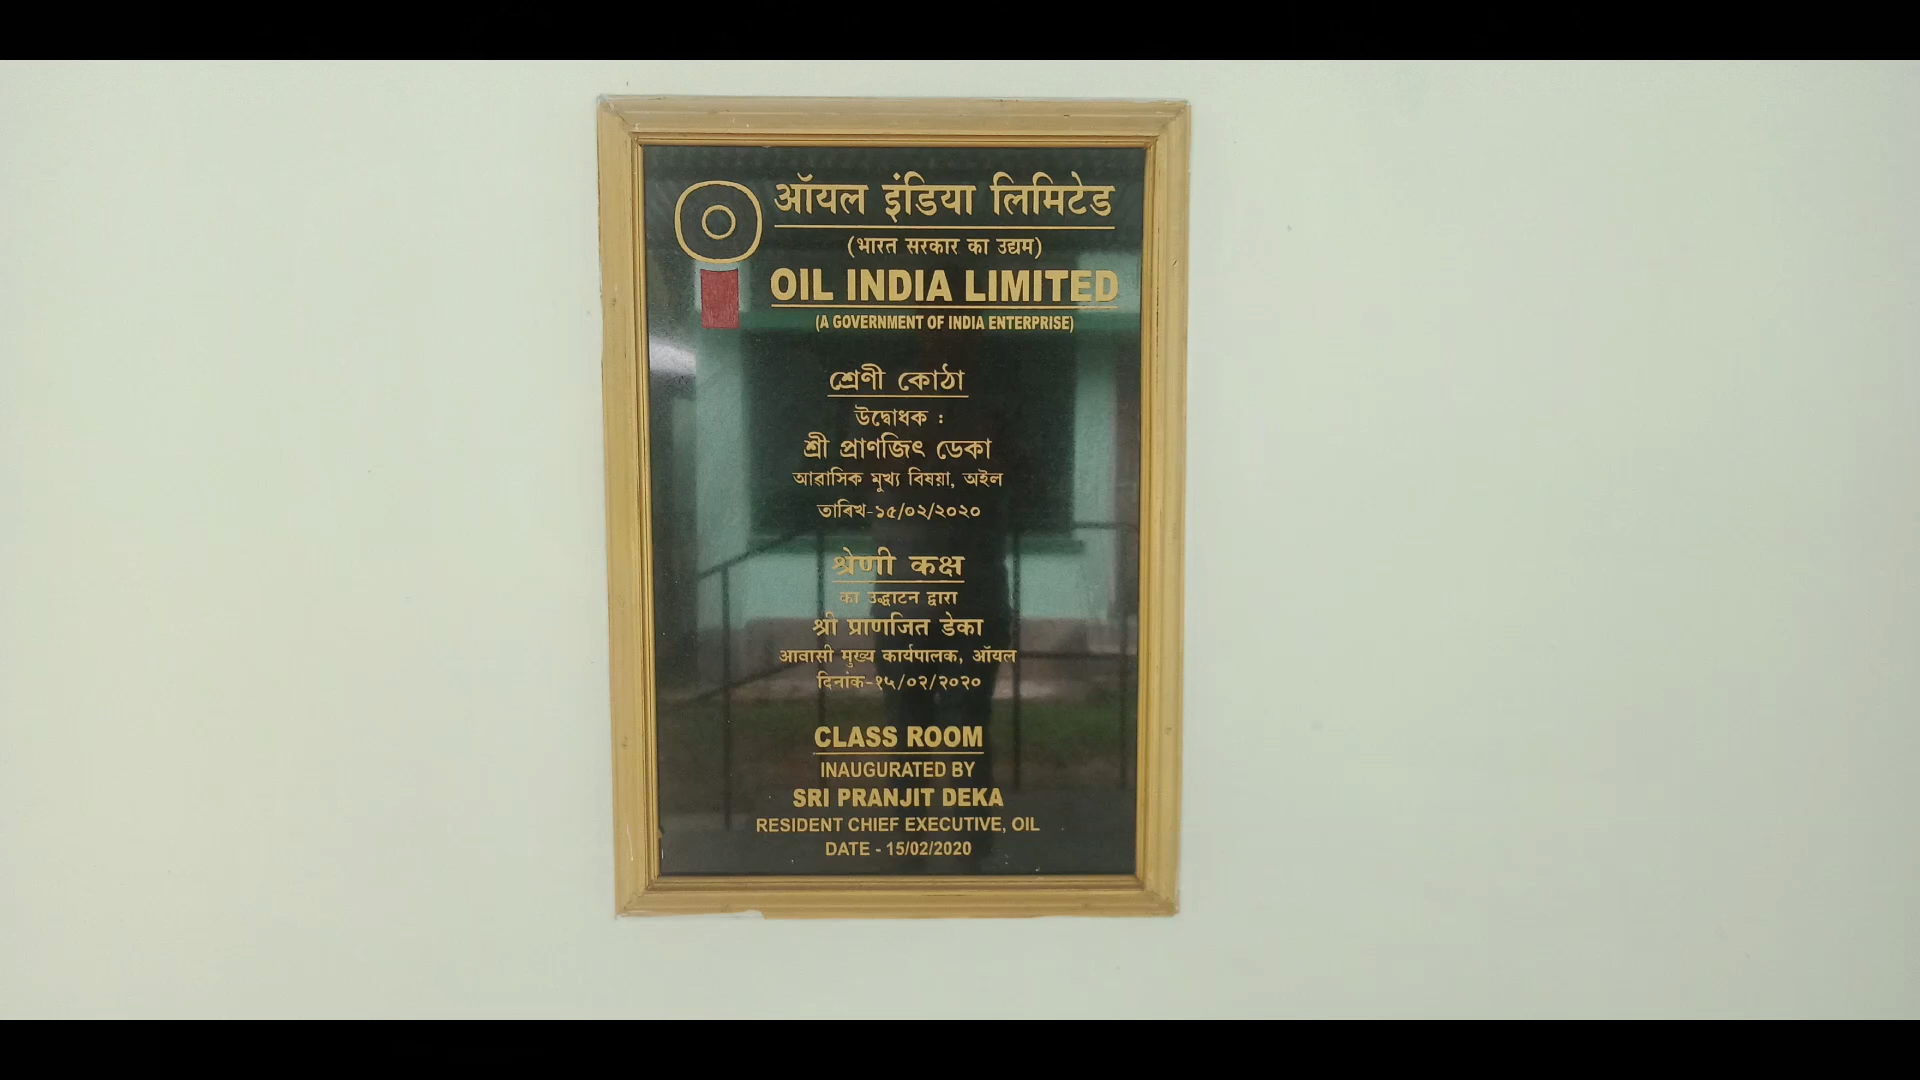 ऑयल इंडिया लिमिटेड
(भारत सरकार का उद्यम)
OIL INDIA LIMITED
(A GOVERNMENT OF INDIA ENTERPRISE)
শ্ৰেণী কোঠা
উদ্বোধক :
শ্ৰী প্ৰাণজিৎ ডেকা
আৱাসিক মুখ্য বিষয়া, অইল
তাৰিখ-১৫/০২/২০২০
श्रेणी कक्ष
का उद्घाटन द्वारा
श्री प्राणजित डेका
आवासी मुख्य कार्यपालक, ऑयल
दिनांक-१५/०२/२०२०
CLASS ROOM
INAUGURATED BY
SRI PRANJIT DEKA
RESIDENT CHIEF EXECUTIVE, OIL
DATE - 15/02/2020